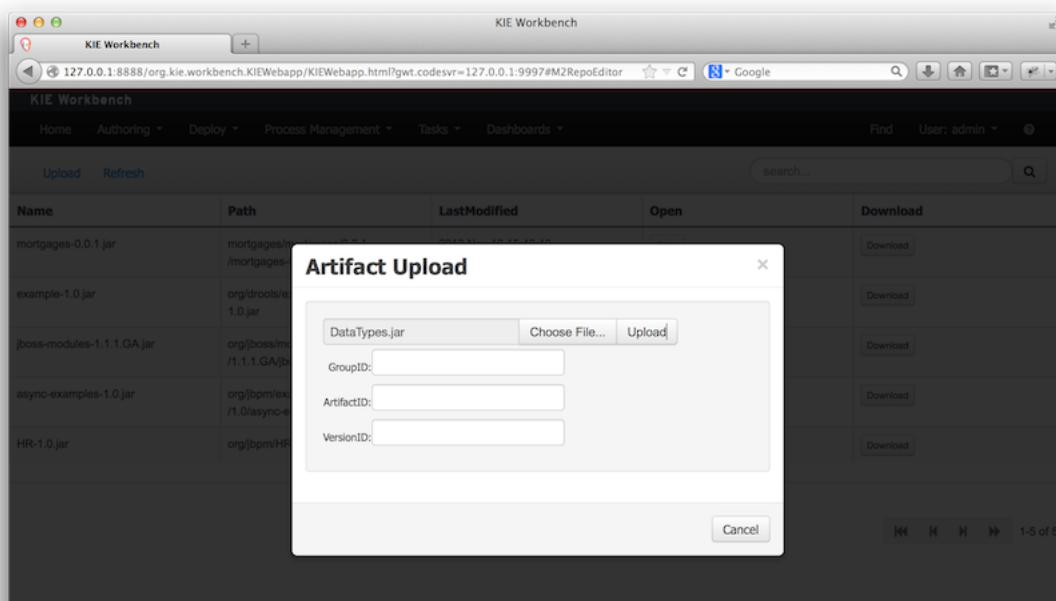 KIE Workbench
KIE Workbench
127.0.0.1:8888/org.kie.workbench.KIEWebapp/KIEWebapp.html?gwt.codesvr=127.0.0.1:9997#M2RepoEditor Google
KIE Workbench
Home Authoring Deploy Process Management Tasks Dashboards Find User: admin
Upload Refresh search...
Name Path LastModified Open Download
mortgages-0.0.1.jar Download
/mortgages-
example-1.0.jar org/drools/e Download
1.0.jar
jboss-modules-1.1.1.GA.jar org/jboss/m Download
/1.1.1.GA/jb
async-examples-1.0.jar org/jbpm/ex Download
/1.0/async-e
HR-1.0.jar org/jbpm/HR Download
1-5 of
Artifact Upload
DataTypes.jar Choose File... Upload
GroupID:
ArtifactID:
VersionID:
Cancel